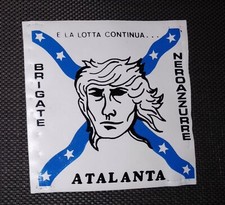 E LA LOTTA CONTINUA...
BRIGATE
NEROAZZURRE
ATALANTA